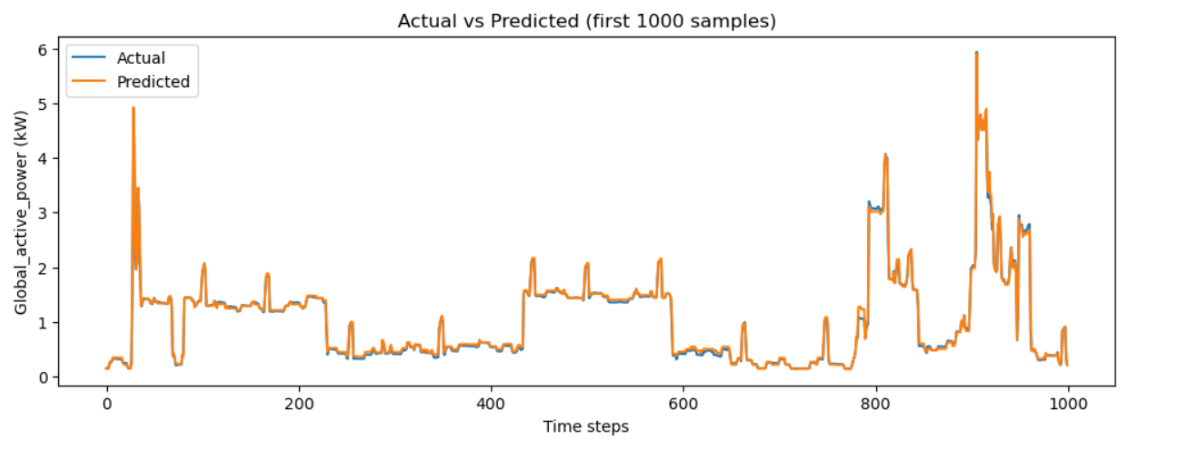 Actual vs Predicted (first 1000 samples)
Actual
Predicted
Global_active_power (kW)
6
5
4
3
2
1
0
0 200 400 600 800 1000
Time steps